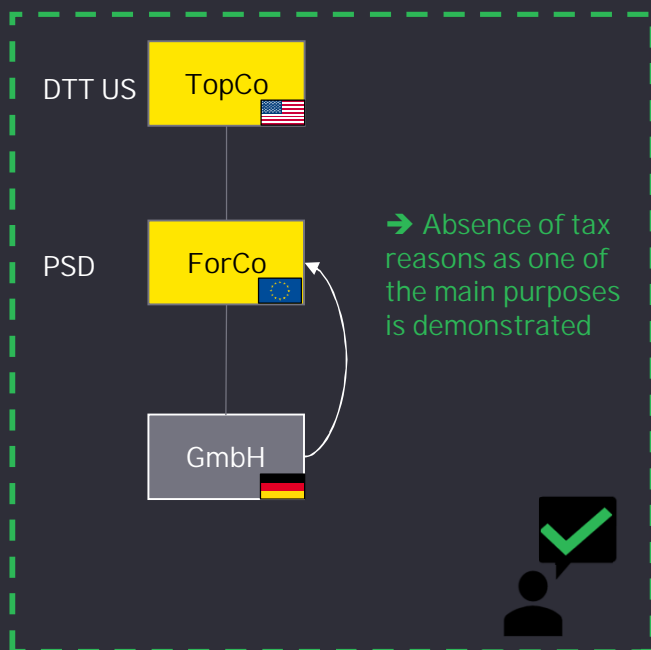 DTT US
TopCo
PSD
ForCo
➔ Absence of tax
reasons as one of
the main purposes
is demonstrated
GmbH